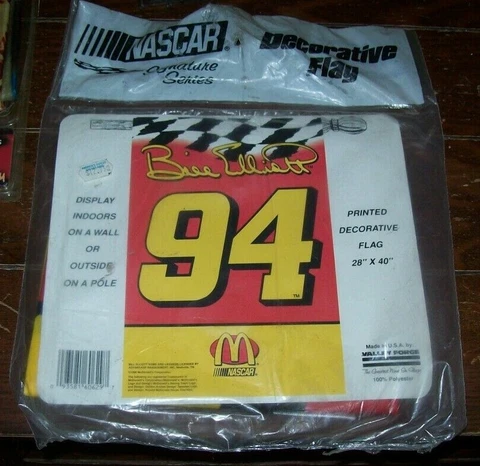 NASCAR
Signature
Series
Decorative
Flag
Bill Elliott
94
TM
DISPLAY
INDOORS
ON A WALL
OR
OUTSIDE
ON A POLE
PRINTED
DECORATIVE
FLAG
28" X 40"
M
NASCAR
Made in U.S.A. by
VALLEY FORGE
100% Polyester